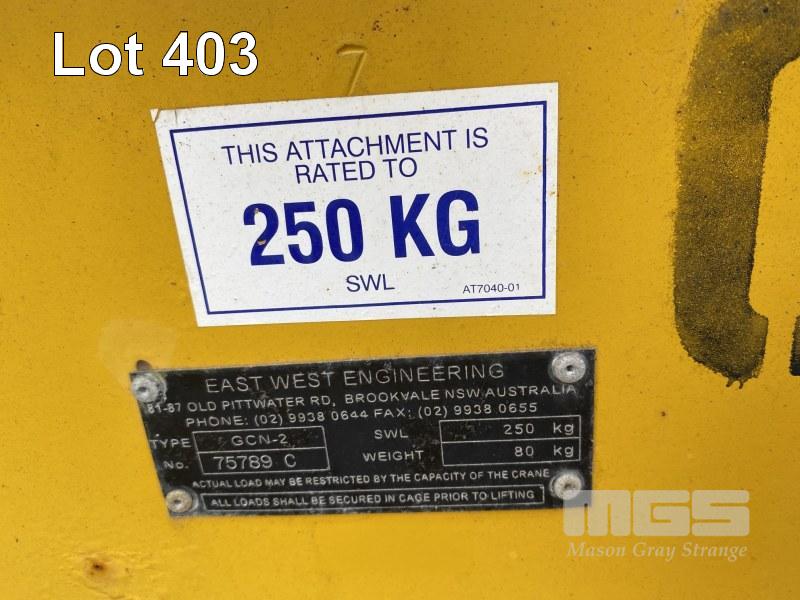 Lot 403
7
THIS ATTACHMENT IS
RATED TO
250 KG
SWL
AT7040-01
EAST WEST ENGINEERING
81-87 OLD PITTWATER RD, BROOKVALE NSW AUSTRALIA
PHONE: (02) 9938 0644 FAX: (02) 9938 0655
TYPE GCN-2 SWL 250 kg
No. 75789 C WEIGHT 80 kg
ACTUAL LOAD MAY BE RESTRICTED BY THE CAPACITY OF THE CRANE
ALL LOADS SHALL BE SECURED IN CAGE PRIOR TO LIFTING
MGS
Mason Gray Strange